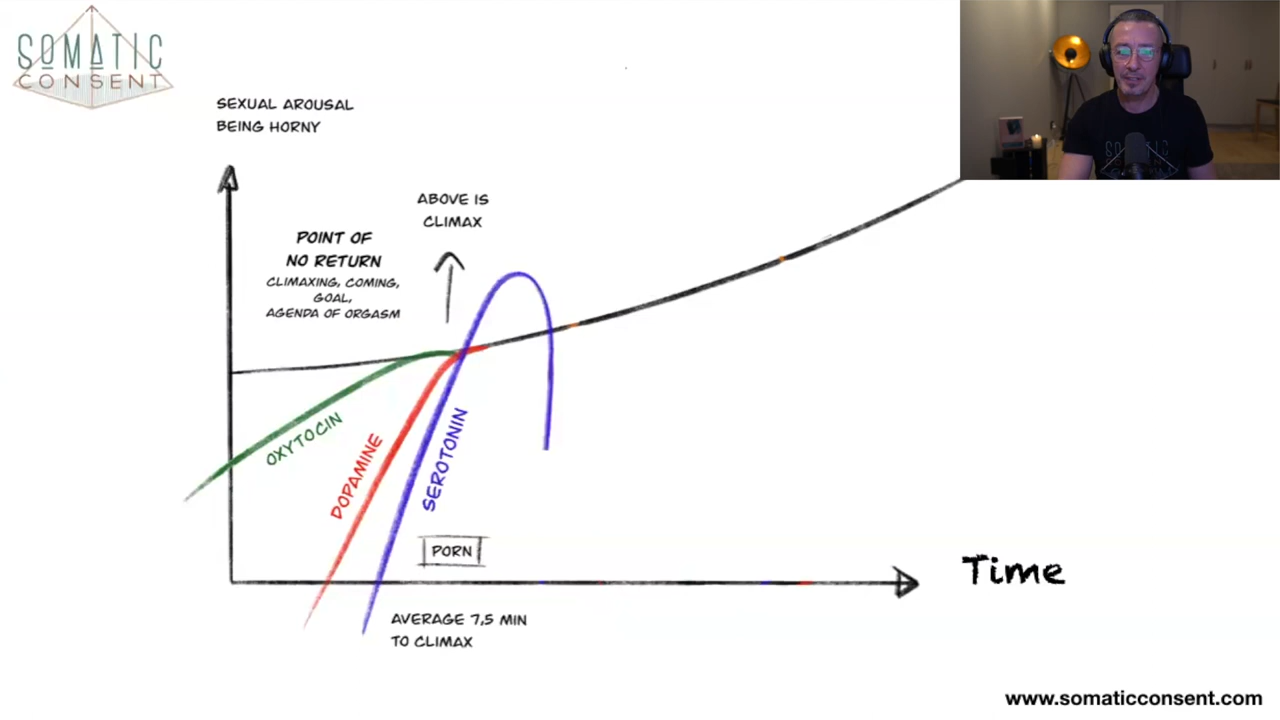 SOMATIC
CONSENT
SEXUAL AROUSAL
BEING HORNY
ABOVE IS
CLIMAX
POINT OF
NO RETURN
CLIMAXING, COMING,
GOAL,
AGENDA OF ORGASM
OXYTOCIN
DOPAMINE
SEROTONIN
PORN
Time
AVERAGE 7,5 MIN
TO CLIMAX
www.somaticconsent.com